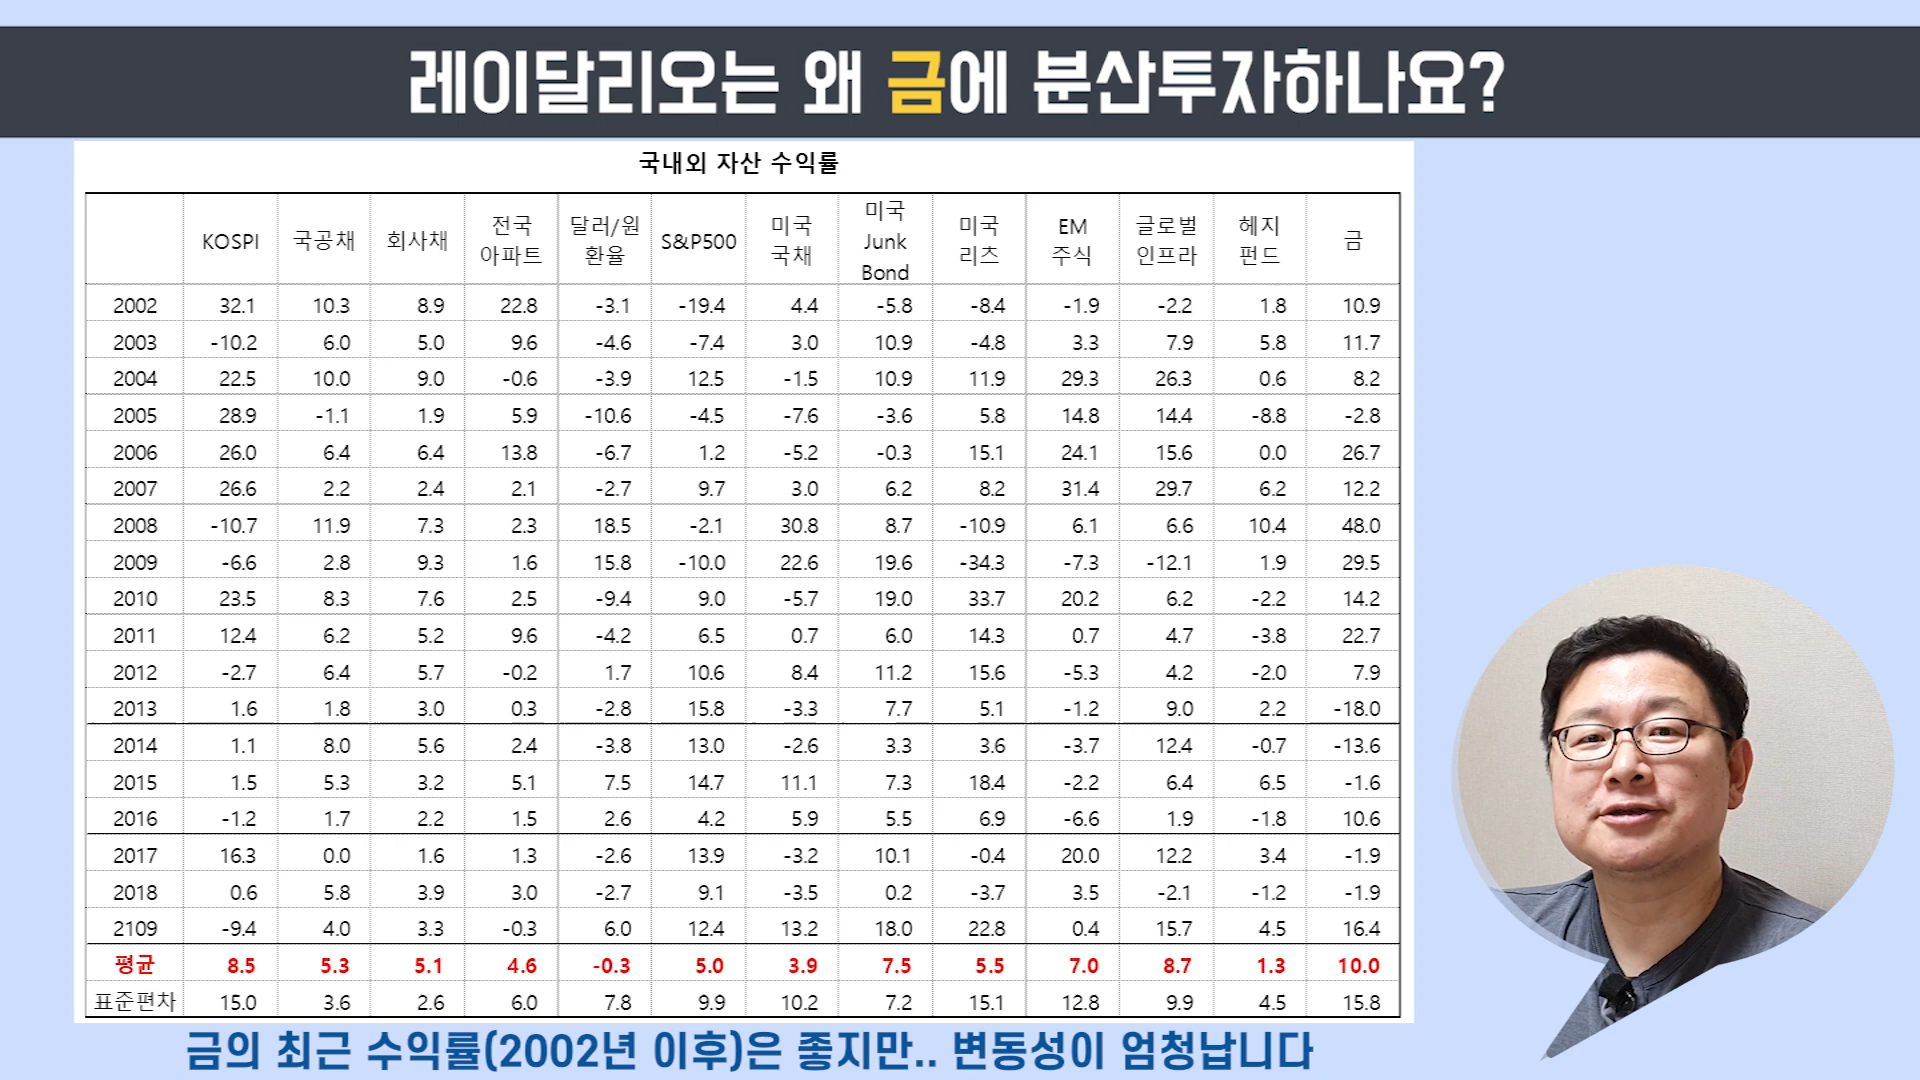 레이달리오는 왜 금에 분산투자하나요?
국내외 자산 수익률
KOSPI 국공채 회사채 전국 아파트 달러/원 환율 S&P500 미국 국채 미국 Junk Bond 미국 리츠 EM 주식 글로벌 인프라 헤지 펀드 금
2002 32.1 10.3 8.9 22.8 -3.1 -19.4 4.4 -5.8 -8.4 -1.9 -2.2 1.8 10.9
2003 -10.2 6.0 5.0 9.6 -4.6 -7.4 3.0 10.9 -4.8 3.3 7.9 5.8 11.7
2004 22.5 10.0 9.0 -0.6 -3.9 12.5 -1.5 10.9 11.9 29.3 26.3 0.6 8.2
2005 28.9 -1.1 1.9 5.9 -10.6 -4.5 -7.6 -3.6 5.8 14.8 14.4 -8.8 -2.8
2006 26.0 6.4 6.4 13.8 -6.7 1.2 -5.2 -0.3 15.1 24.1 15.6 0.0 26.7
2007 26.6 2.2 2.4 2.1 -2.7 9.7 3.0 6.2 8.2 31.4 29.7 6.2 12.2
2008 -10.7 11.9 7.3 2.3 18.5 -2.1 30.8 8.7 -10.9 6.1 6.6 10.4 48.0
2009 -6.6 2.8 9.3 1.6 15.8 -10.0 22.6 19.6 -34.3 -7.3 -12.1 1.9 29.5
2010 23.5 8.3 7.6 2.5 -9.4 9.0 -5.7 19.0 33.7 20.2 6.2 -2.2 14.2
2011 12.4 6.2 5.2 9.6 -4.2 6.5 0.7 6.0 14.3 0.7 4.7 -3.8 22.7
2012 -2.7 6.4 5.7 -0.2 1.7 10.6 8.4 11.2 15.6 -5.3 4.2 -2.0 7.9
2013 1.6 1.8 3.0 0.3 -2.8 15.8 -3.3 7.7 5.1 -1.2 9.0 2.2 -18.0
2014 1.1 8.0 5.6 2.4 -3.8 13.0 -2.6 3.3 3.6 -3.7 12.4 -0.7 -13.6
2015 1.5 5.3 3.2 5.1 7.5 14.7 11.1 7.3 18.4 -2.2 6.4 6.5 -1.6
2016 -1.2 1.7 2.2 1.5 2.6 4.2 5.9 5.5 6.9 -6.6 1.9 -1.8 10.6
2017 16.3 0.0 1.6 1.3 -2.6 13.9 -3.2 10.1 -0.4 20.0 12.2 3.4 -1.9
2018 0.6 5.8 3.9 3.0 -2.7 9.1 -3.5 0.2 -3.7 3.5 -2.1 -1.2 -1.9
2109 -9.4 4.0 3.3 -0.3 6.0 12.4 13.2 18.0 22.8 0.4 15.7 4.5 16.4
평균 8.5 5.3 5.1 4.6 -0.3 5.0 3.9 7.5 5.5 7.0 8.7 1.3 10.0
표준편차 15.0 3.6 2.6 6.0 7.8 9.9 10.2 7.2 15.1 12.8 9.9 4.5 15.8
금의 최근 수익률(2002년 이후)은 좋지만.. 변동성이 엄청납니다